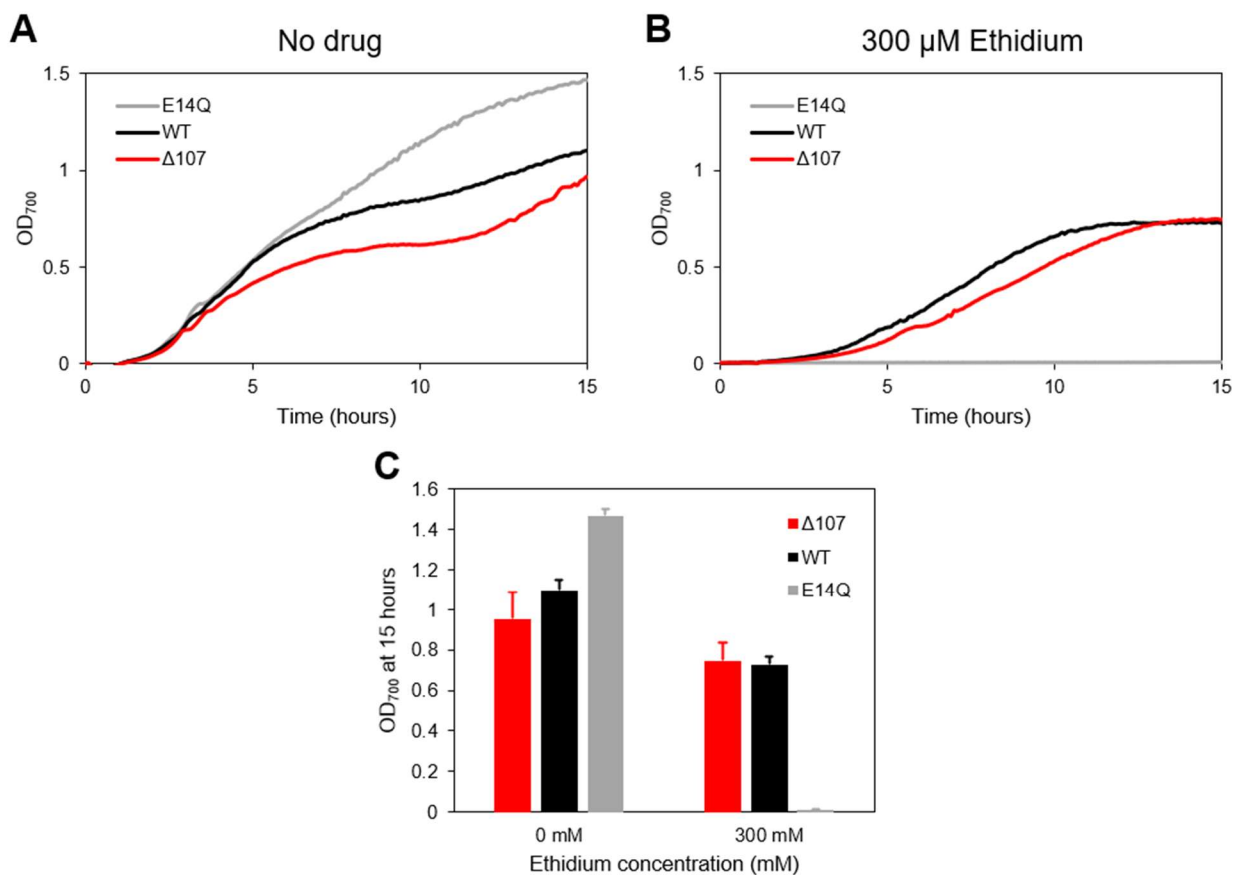 A
No drug
1.5
1
0.5
0
OD₇₀₀
E14Q
WT
Δ107
0
5
10
15
Time (hours)
B
300 µM Ethidium
1.5
1
0.5
0
OD₇₀₀
E14Q
WT
Δ107
0
5
10
15
Time (hours)
C
1.6
1.4
1.2
1
0.8
0.6
0.4
0.2
0
OD₇₀₀ at 15 hours
Δ107
WT
E14Q
0 mM
300 mM
Ethidium concentration (mM)